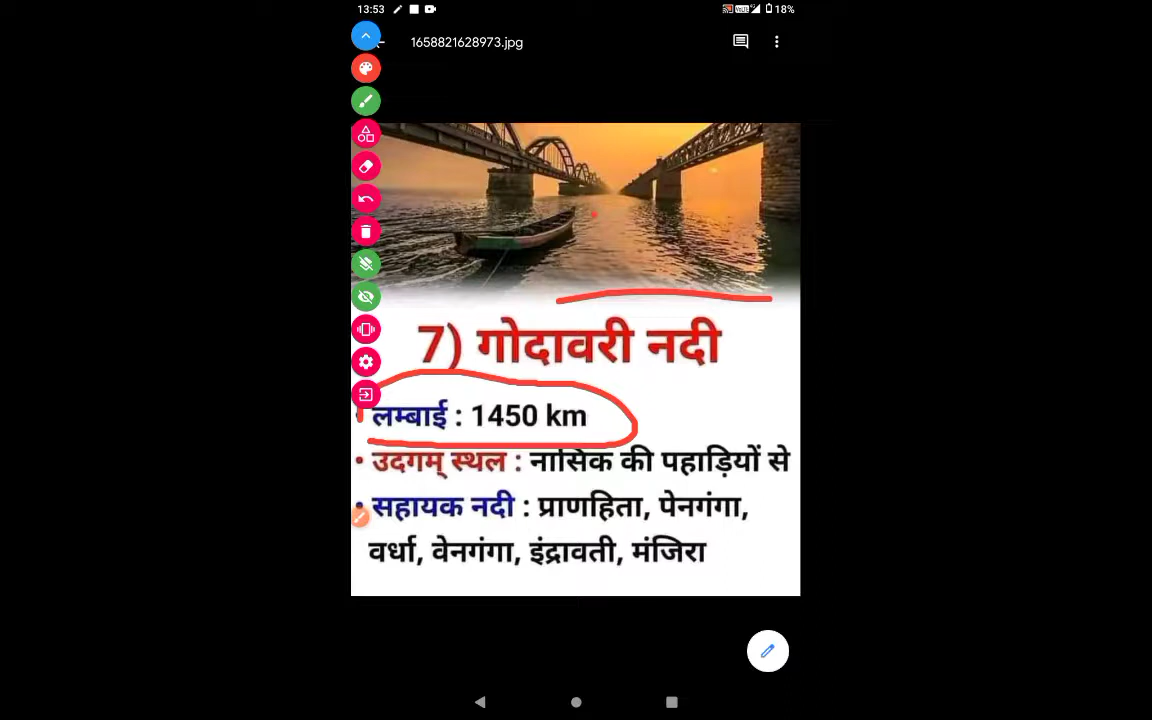 13:53
18%
1658821628973.jpg
7) गोदावरी नदी
• लम्बाई : 1450 km
• उदगम् स्थल : नासिक की पहाड़ियों से
• सहायक नदी : प्राणहिता, पेनगंगा,
वर्धा, वेनगंगा, इंद्रावती, मंजिरा